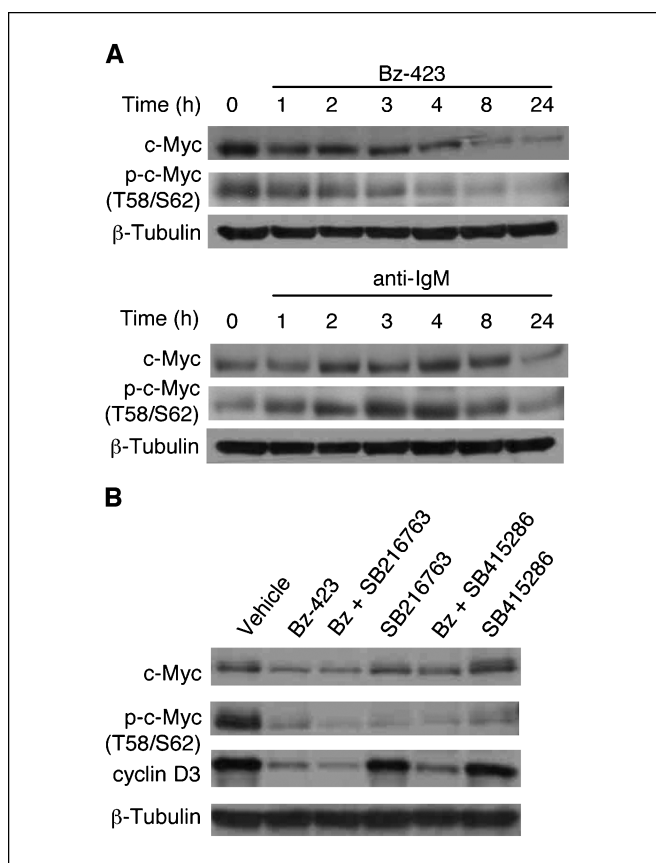 A
Bz-423
Time (h) 0 1 2 3 4 8 24
c-Myc
p-c-Myc
(T58/S62)
β-Tubulin
anti-IgM
Time (h) 0 1 2 3 4 8 24
c-Myc
p-c-Myc
(T58/S62)
β-Tubulin
B
Vehicle
Bz-423
Bz + SB216763
SB216763
Bz + SB415286
SB415286
c-Myc
p-c-Myc
(T58/S62)
cyclin D3
β-Tubulin